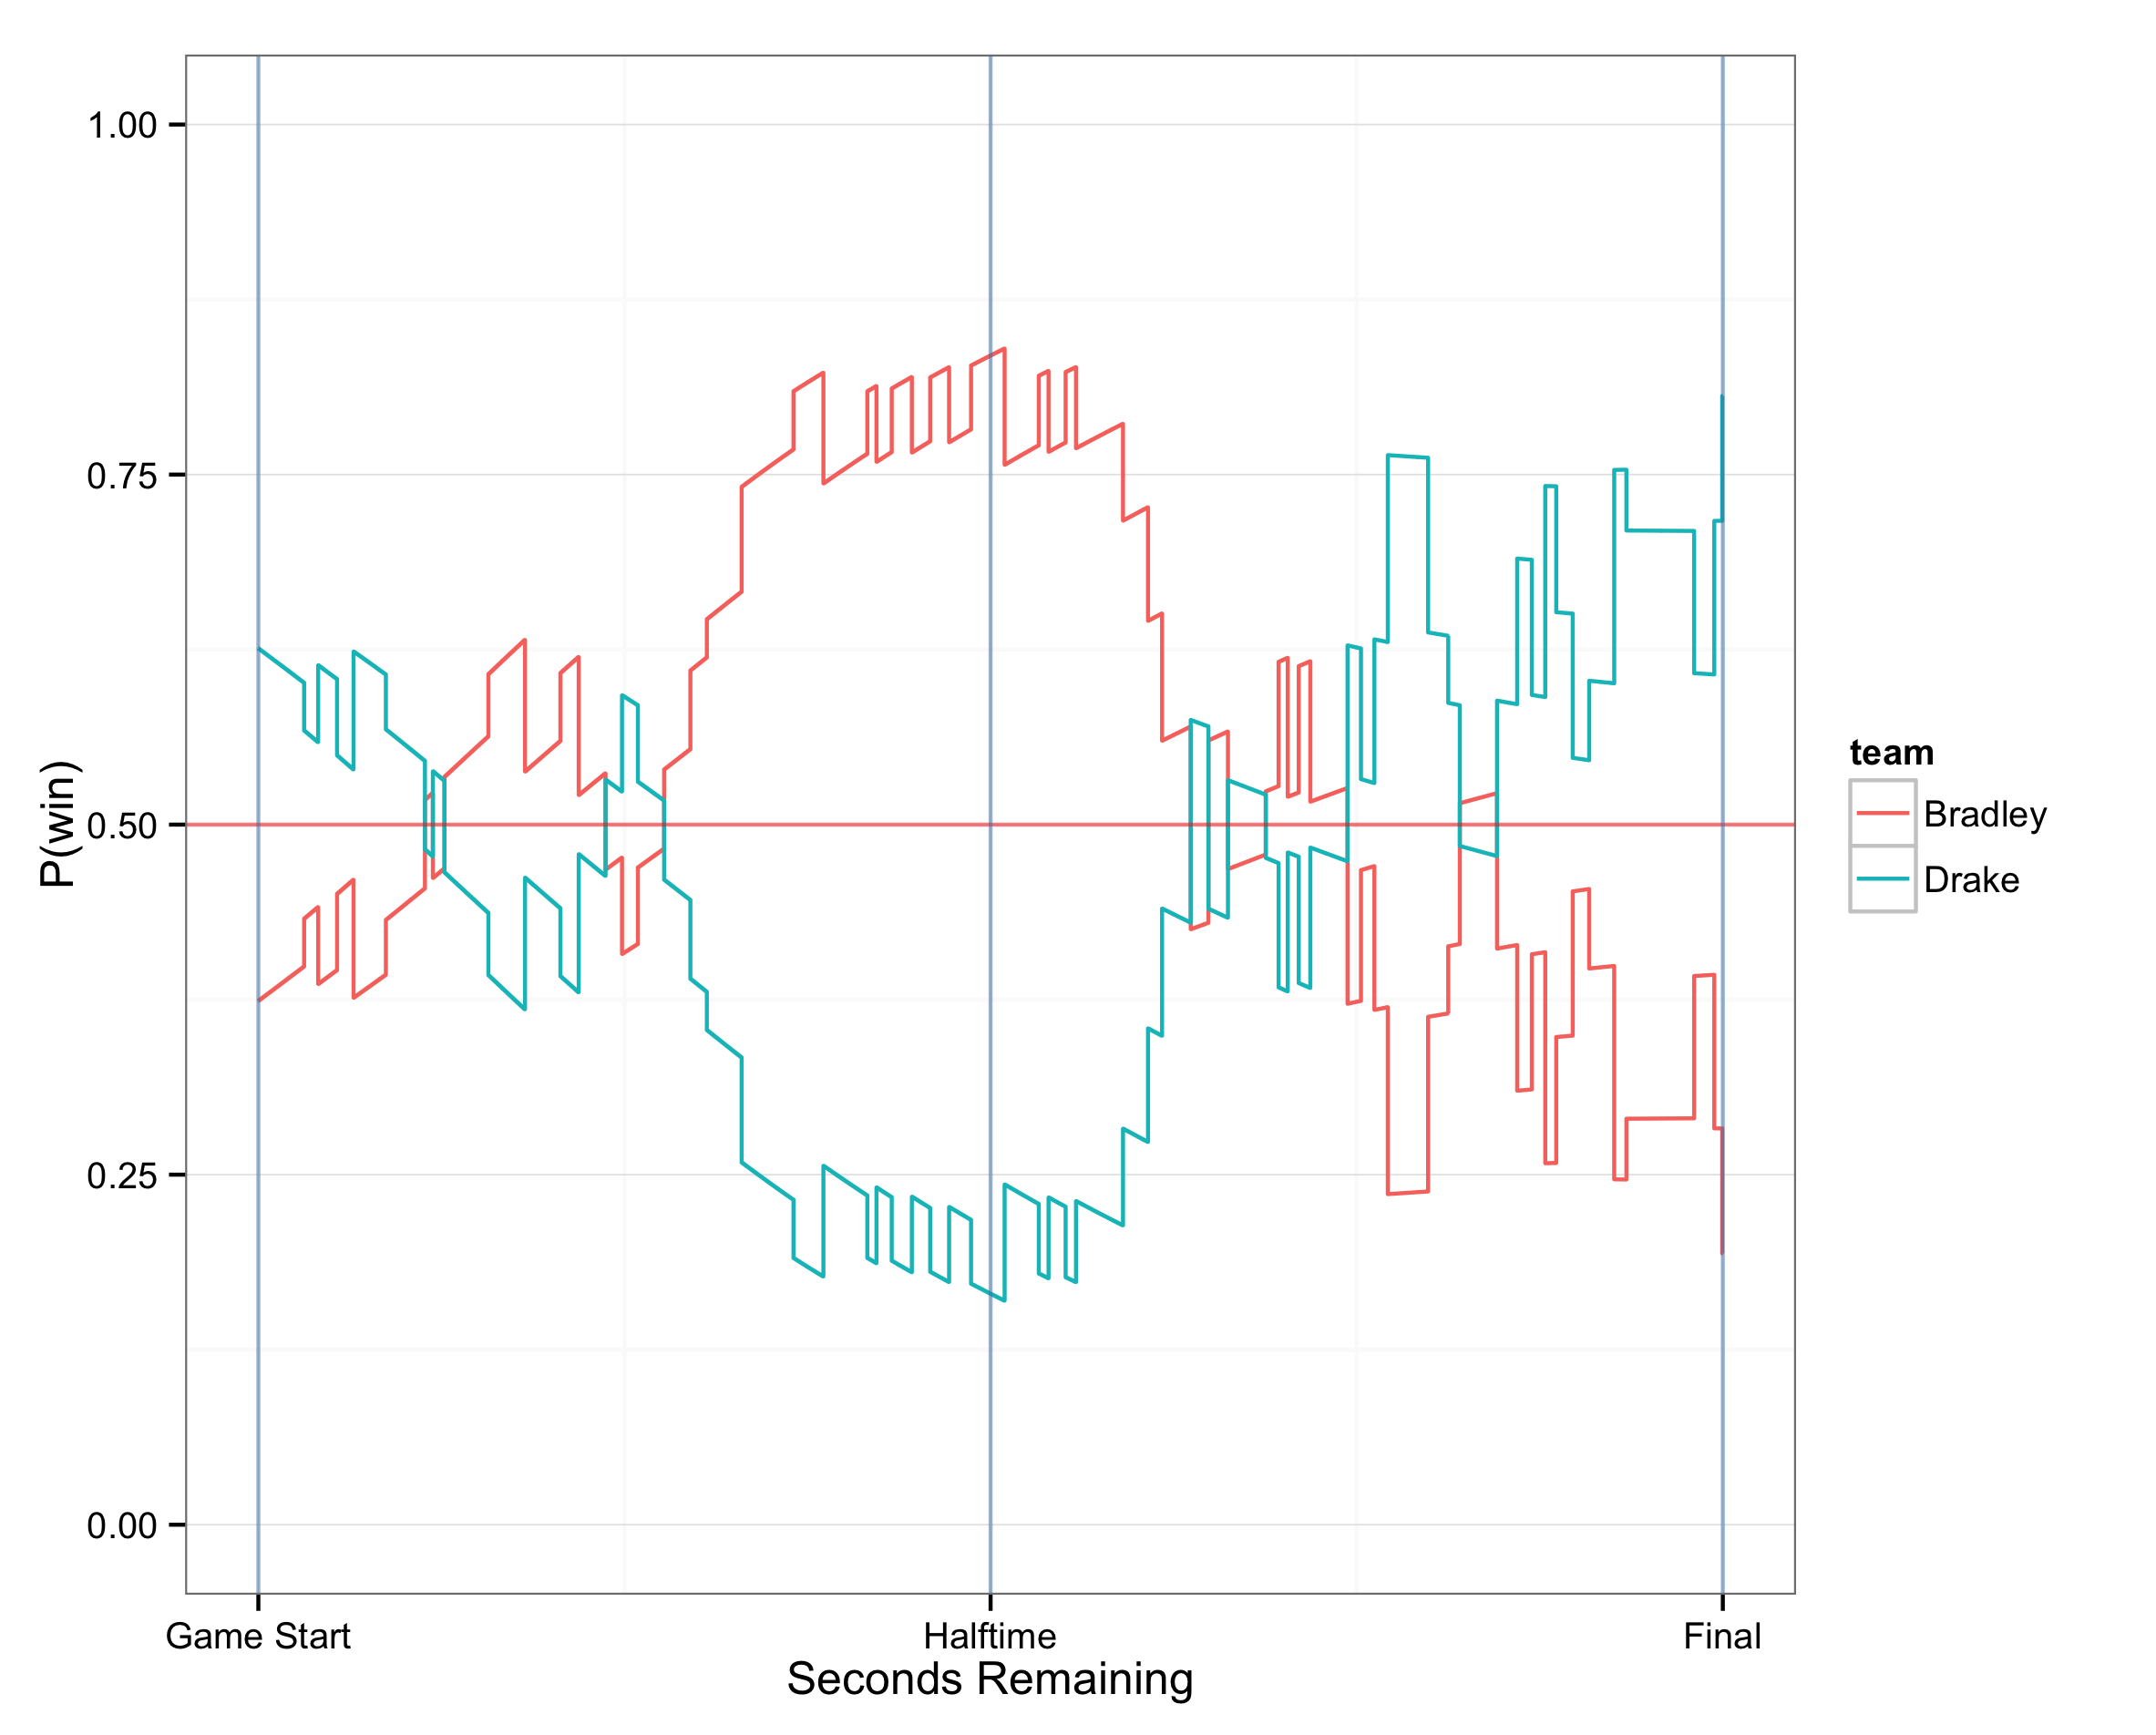 P(win)
1.00
0.75
0.50
0.25
0.00
Game Start
Halftime
Final
Seconds Remaining
team
Bradley
Drake